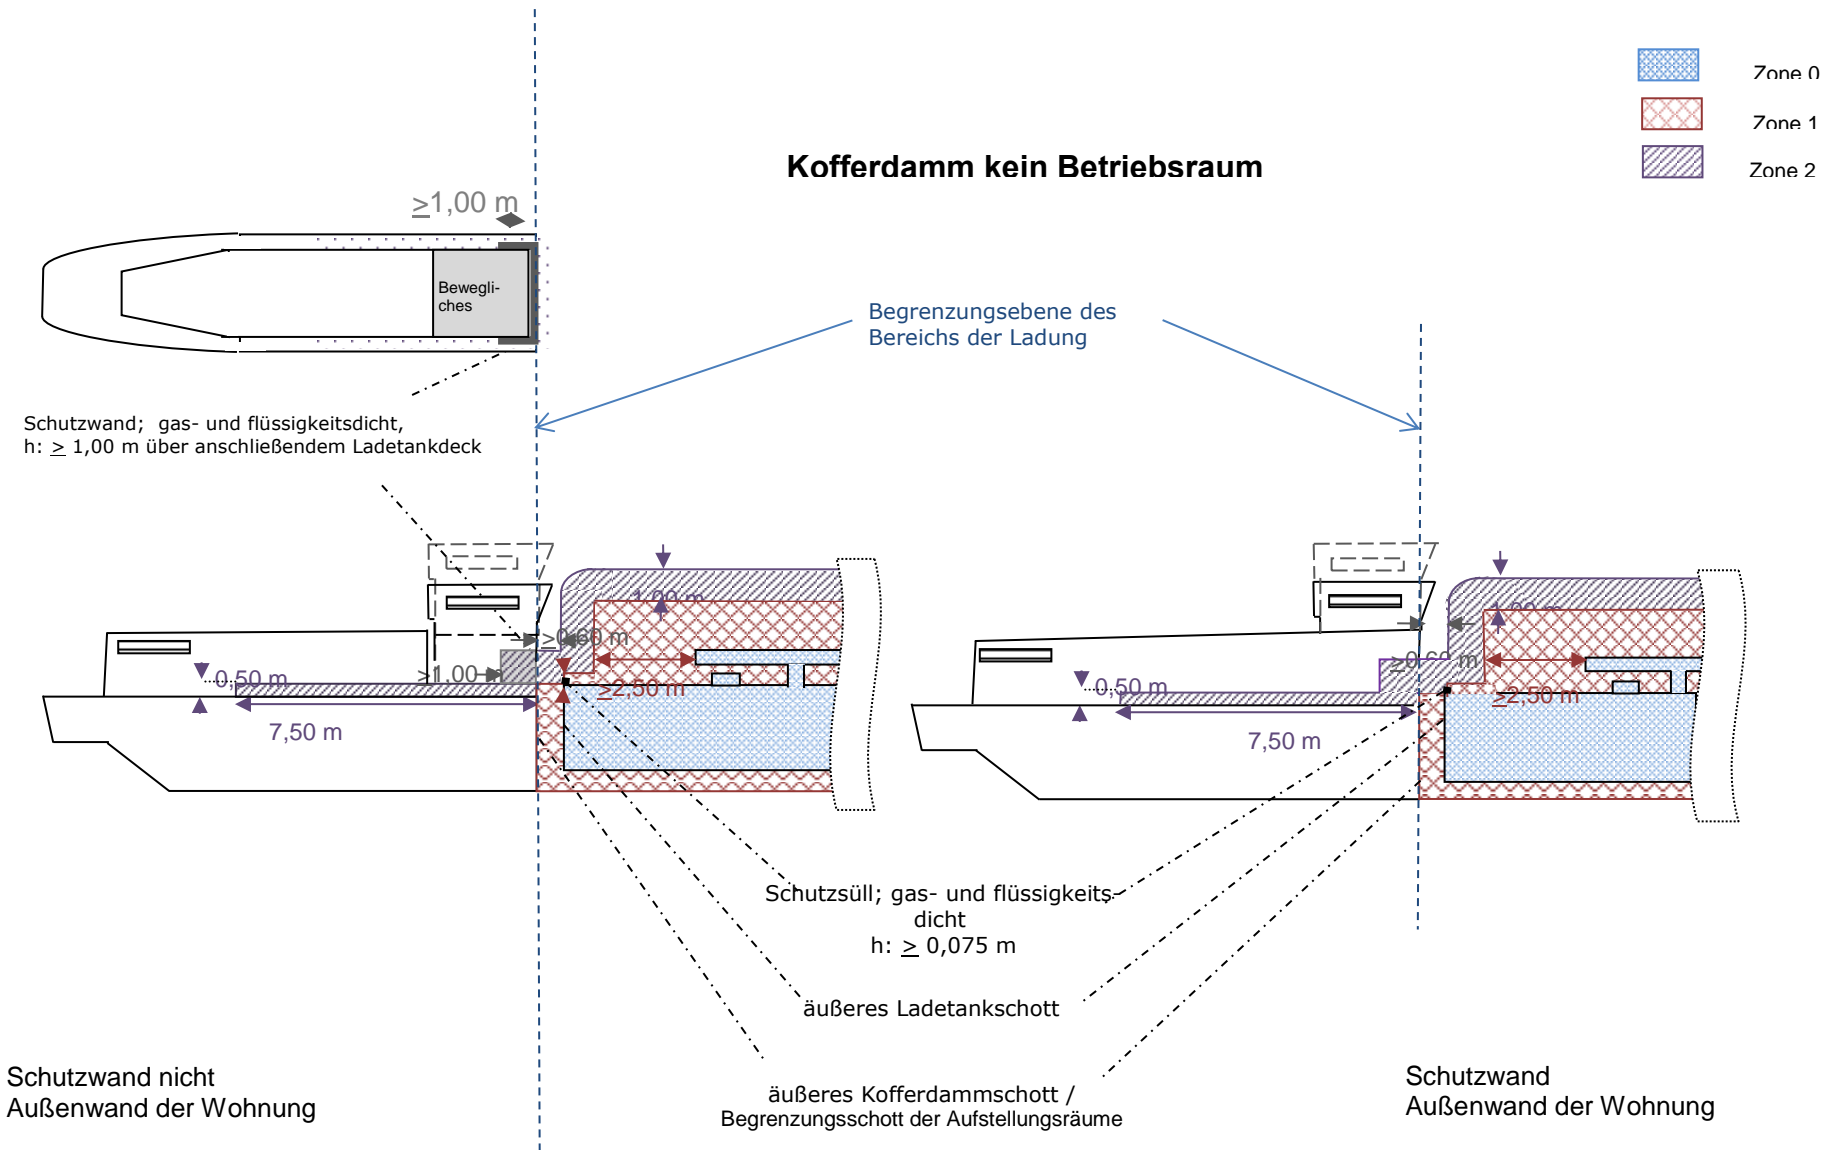 Zone 0
Zone 1
Zone 2
Kofferdamm kein Betriebsraum
≥1,00 m
Bewegli-
ches
Begrenzungsebene des
Bereichs der Ladung
Schutzwand; gas- und flüssigkeitsdicht,
h: ≥ 1,00 m über anschließendem Ladetankdeck
1,00 m
≥0,60 m
0,50 m
≥1,00
≥2,50 m
7,50 m
1,00 m
≥0,60 m
0,50 m
≥2,50 m
7,50 m
Schutzsüll; gas- und flüssigkeits-
dicht
h: ≥ 0,075 m
äußeres Ladetankschott
äußeres Kofferdammschott /
Begrenzungsschott der Aufstellungsräume
Schutzwand nicht
Außenwand der Wohnung
Schutzwand
Außenwand der Wohnung